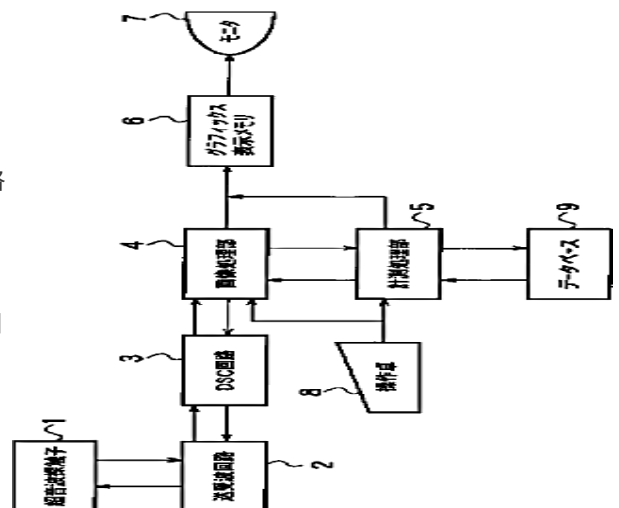 1
超音波探触子
2
送受波回路
3
DSC回路
4
画像処理部
5
計測処理部
6
グラフィックス
表示メモリ
7
モニタ
8
操作卓
9
データベース